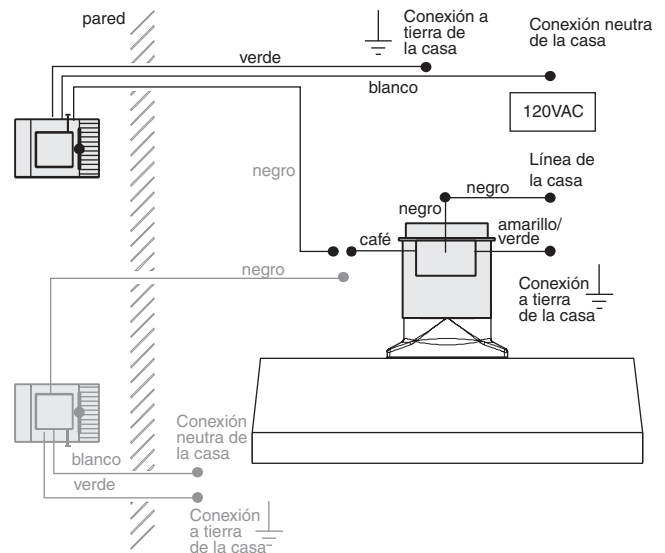 pared
Conexión a
tierra de
la casa
Conexión neutra
de la casa
verde
blanco
120VAC
negro
Línea de
la casa
negro
negro
café
amarillo/
verde
negro
Conexión
a tierra
de la casa
Conexión
neutra de
la casa
blanco
verde
Conexión
a tierra
de la casa